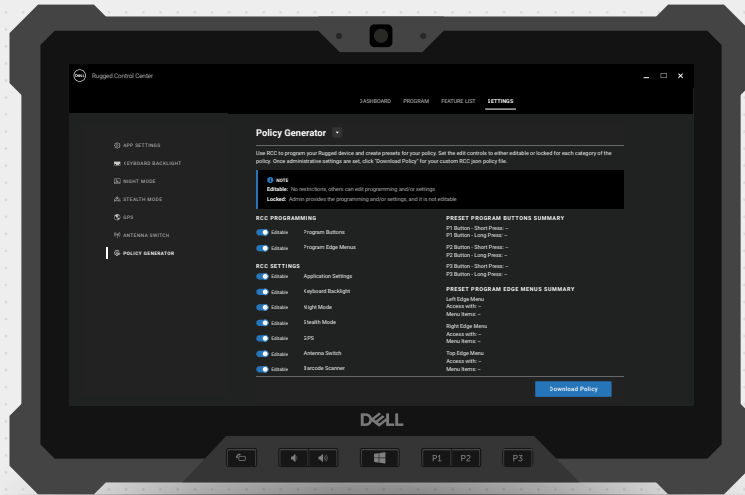 DELL
Rugged Control Center
DASHBOARD PROGRAM FEATURE LIST SETTINGS
APP SETTINGS
KEYBOARD BACKLIGHT
NIGHT MODE
STEALTH MODE
GPS
ANTENNA SWITCH
POLICY GENERATOR
Policy Generator
Use RCC to program your Rugged device and create presets for your policy. Set the edit controls to either editable or locked for each category of the
policy. Once administrative settings are set, click "Download Policy" for your custom RCC json policy file.
NOTE
Editable: No restrictions, others can edit programming and/or settings
Locked: Admin provides the programming and/or settings, and it is not editable
RCC PROGRAMMING
Editable Program Buttons
Editable Program Edge Menus
RCC SETTINGS
Editable Application Settings
Editable Keyboard Backlight
Editable Night Mode
Editable Stealth Mode
Editable GPS
Editable Antenna Switch
Editable Barcode Scanner
PRESET PROGRAM BUTTONS SUMMARY
P1 Button - Short Press: –
P1 Button - Long Press: –
P2 Button - Short Press: –
P2 Button - Long Press: –
P3 Button - Short Press: –
P3 Button - Long Press: –
PRESET PROGRAM EDGE MENUS SUMMARY
Left Edge Menu
Access with: –
Menu Items: –
Right Edge Menu
Access with: –
Menu Items: –
Top Edge Menu
Access with: –
Menu Items: –
Download Policy
DELL
P1 P2 P3